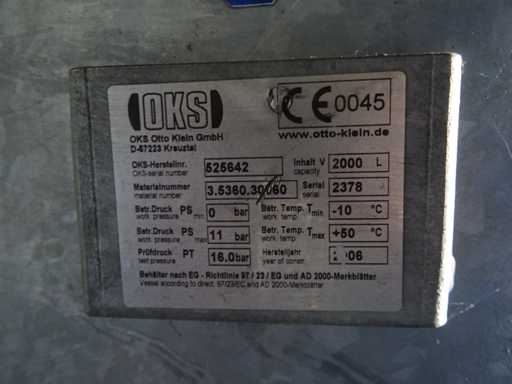 OKS
CE 0045
OKS Otto Klein GmbH
D-57223 Kreuztal
www.otto-klein.de
OKS-Herstellnr. 525642 Inhalt V 2000 L
OKS-serial number capacity
Materialnummer 3.5360.30060 Serial 2378
material number serial number
Betr.Druck PS min 0 bar Betr. Temp. T min -10 °C
work. pressure work. temp.
Betr.Druck PS max 11 bar Betr. Temp. T max +50 °C
work. pressure work. temp.
Prüfdruck PT 16.0 bar Herstelljahr 06
test pressure year of constr.
Behälter nach EG - Richtlinie 97 / 23 / EG und AD 2000-Merkblätter
Vessel according to direct. 97/23/EC and AD 2000-Merkblätter